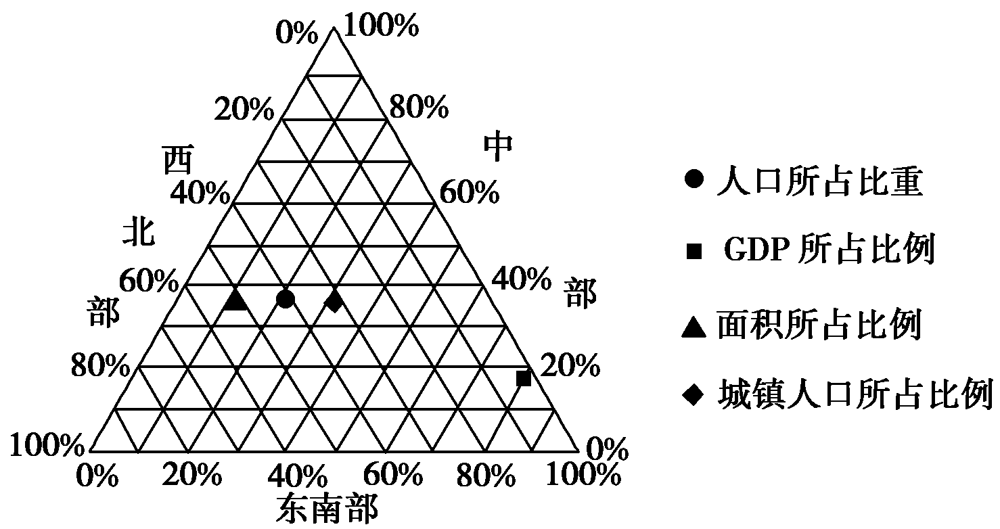 0% 100%
20% 80%
西 中
40% 60%
北
60% 40%
部 部
80% 20%
100% 0%
0% 20% 40% 60% 80% 100%
东南部
人口所占比重
GDP 所占比例
面积所占比例
城镇人口所占比例